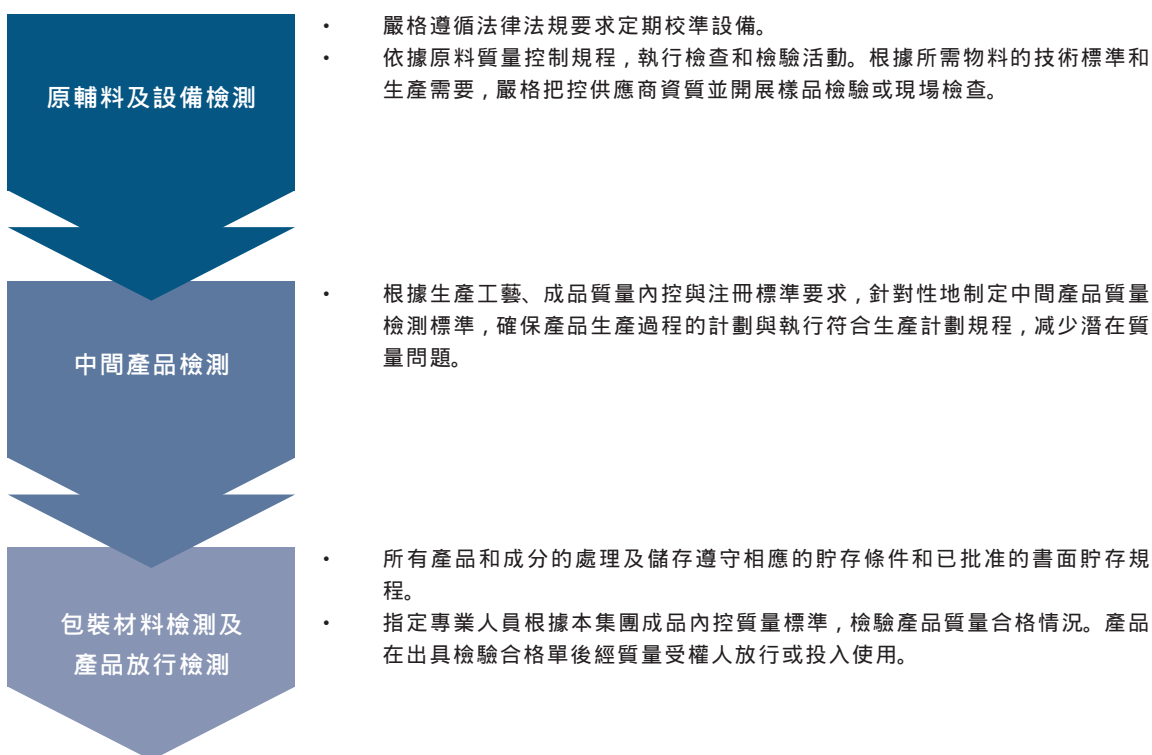 原輔料及設備檢測
• 嚴格遵循法律法規要求定期校準設備。
• 依據原料質量控制規程，執行檢查和檢驗活動。根據所需物料的技術標準和
生產需要，嚴格把控供應商資質並開展樣品檢驗或現場檢查。
中間產品檢測
• 根據生產工藝、成品質量內控與注冊標準要求，針對性地制定中間產品質量
檢測標準，確保產品生產過程的計劃與執行符合生產計劃規程，減少潛在質
量問題。
包裝材料檢測及
產品放行檢測
• 所有產品和成分的處理及儲存遵守相應的貯存條件和已批准的書面貯存規
程。
• 指定專業人員根據本集團成品內控質量標準，檢驗產品質量合格情況。產品
在出具檢驗合格單後經質量受權人放行或投入使用。